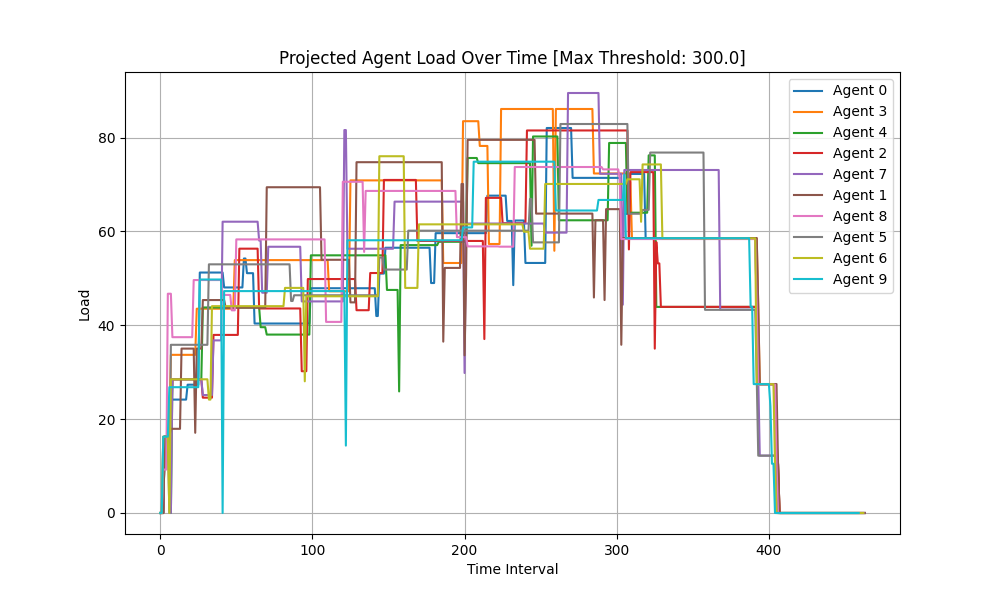 Projected Agent Load Over Time [Max Threshold: 300.0]
Load
80
60
40
20
0
0 100 200 300 400
Time Interval
Agent 0
Agent 3
Agent 4
Agent 2
Agent 7
Agent 1
Agent 8
Agent 5
Agent 6
Agent 9